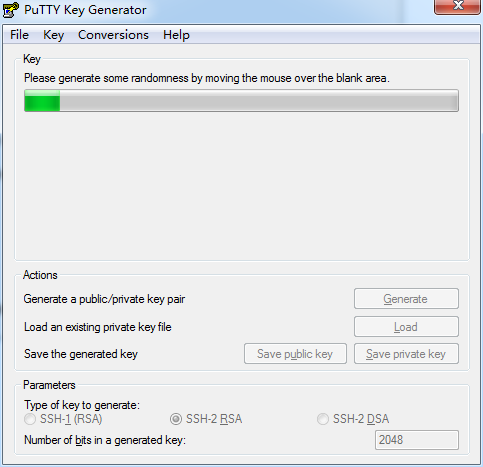 PuTTY Key Generator
File Key Conversions Help
Key
Please generate some randomness by moving the mouse over the blank area.
Actions
Generate a public/private key pair Generate
Load an existing private key file Load
Save the generated key Save public key Save private key
Parameters
Type of key to generate:
SSH-1 (RSA) SSH-2 RSA SSH-2 DSA
Number of bits in a generated key: 2048